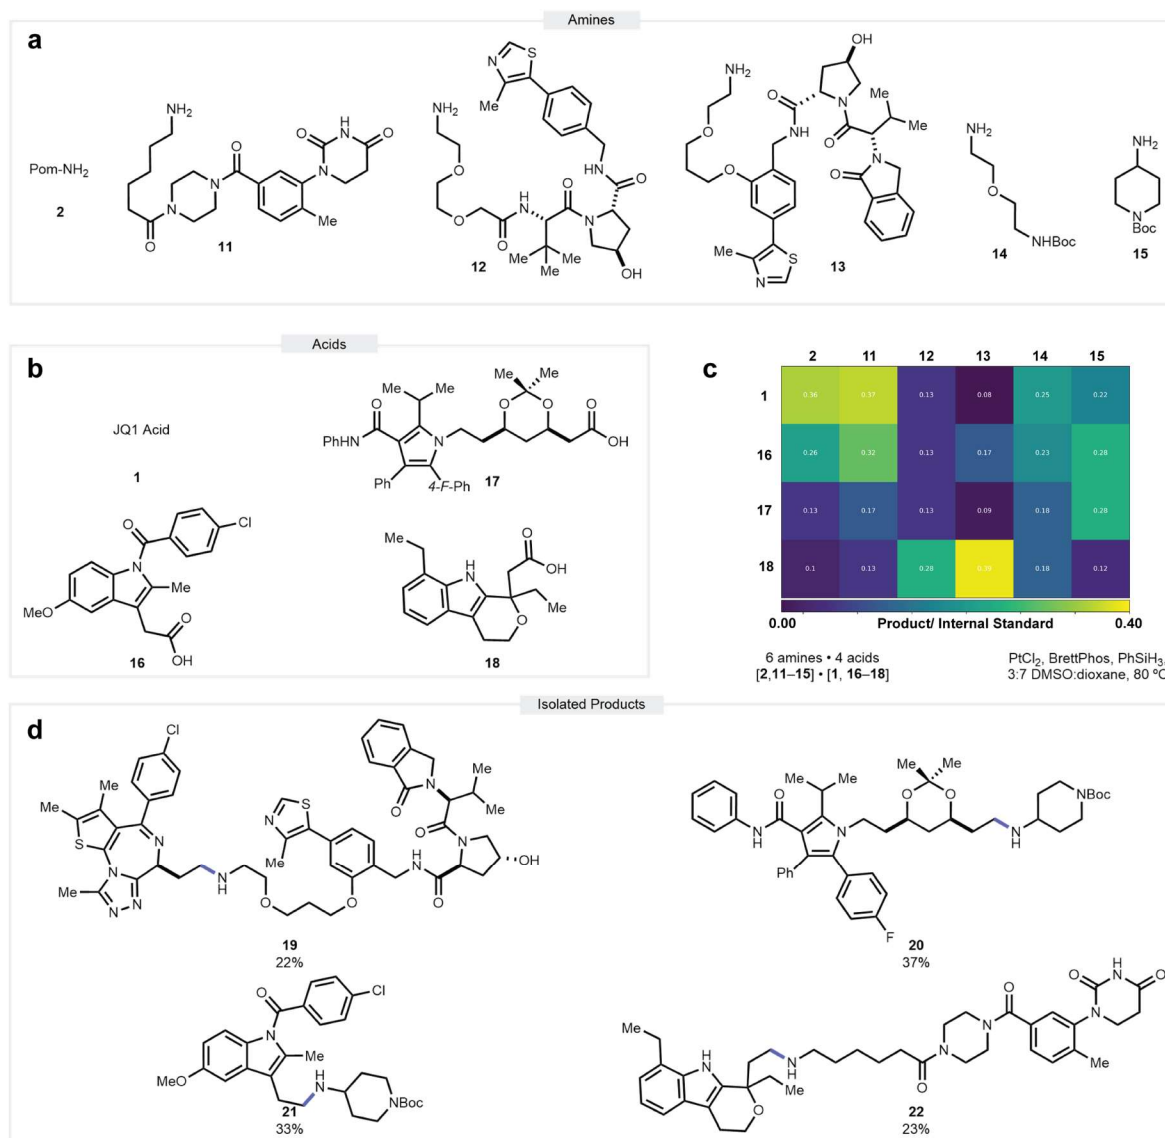 Amines
a
NH2
Pom-NH2
2
O
N
N
O
11
O
H
N
O
N
Me
N
S
Me
NH2
O
O
O
H
N
Me
Me
Me
O
N
HN
O
OH
12
NH2
O
O
O
N
H
OH
N
O
Me
Me
N
O
Me
N
S
13
NH2
O
NHBoc
14
NH2
N
Boc
15
Acids
b
JQ1 Acid
1
Me
Me
O
PhHN
N
Ph
4-F-Ph
Me
Me
O
O
O
OH
17
Cl
O
N
Me
MeO
O
OH
16
Me
H
N
O
OH
Me
O
18
c
2 11 12 13 14 15
1 0.36 0.37 0.13 0.08 0.25 0.22
16 0.26 0.32 0.13 0.17 0.23 0.28
17 0.13 0.17 0.13 0.09 0.18 0.28
18 0.1 0.13 0.28 0.39 0.18 0.12
0.00 Product/ Internal Standard 0.40
6 amines • 4 acids
[2,11–15] • [1, 16–18]
PtCl2, BrettPhos, PhSiH3,
3:7 DMSO:dioxane, 80 ºC
Isolated Products
d
Cl
Me
Me
S
N
N
Me
N
N
N
H
O
O
N
S
Me
N
H
O
O
N
Me
Me
O
N
OH
19
22%
N
H
O
Ph
Me
Me
N
F
Me
Me
O
O
N
H
NBoc
20
37%
O
Cl
N
Me
MeO
H
N
NBoc
21
33%
Me
H
N
N
H
Me
O
O
N
N
O
O
H
N
O
N
Me
22
23%